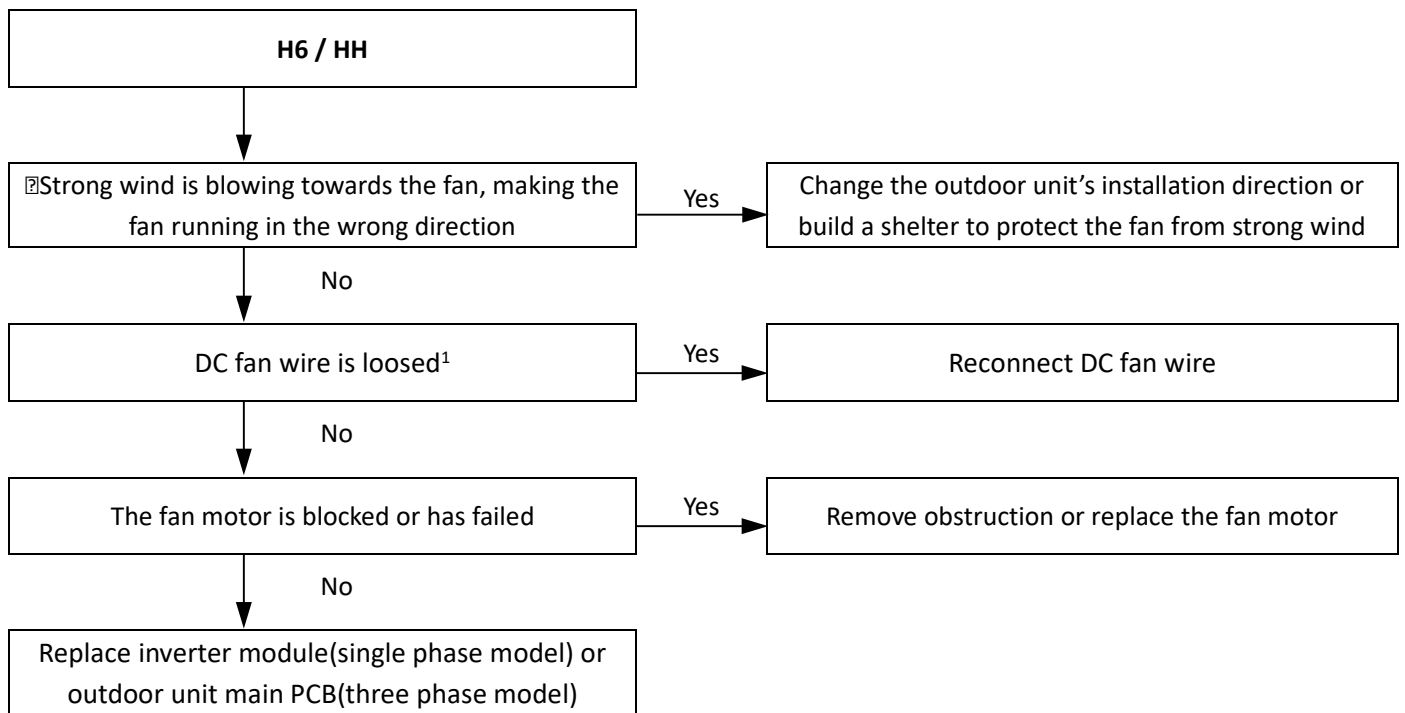 H6 / HH
Strong wind is blowing towards the fan, making the
fan running in the wrong direction
Yes
Change the outdoor unit’s installation direction or
build a shelter to protect the fan from strong wind
No
DC fan wire is loosed¹
Yes
Reconnect DC fan wire
No
The fan motor is blocked or has failed
Yes
Remove obstruction or replace the fan motor
No
Replace inverter module(single phase model) or
outdoor unit main PCB(three phase model)